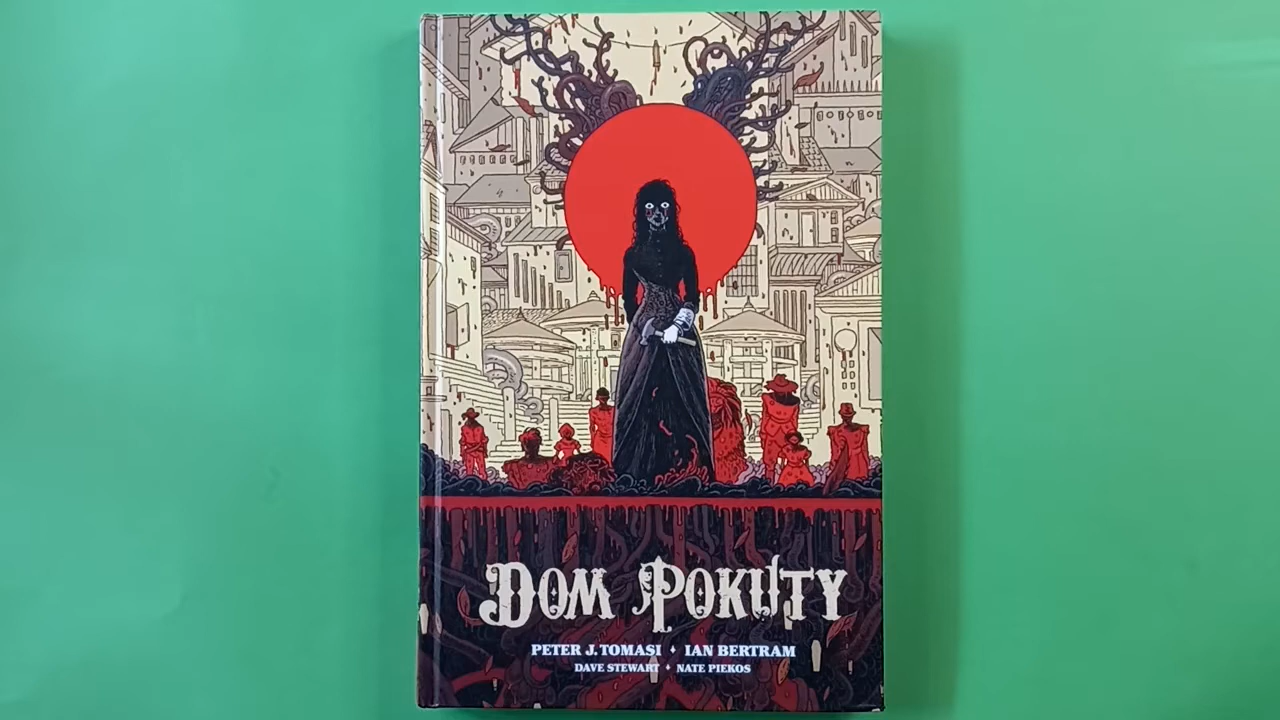 DOM POKUTY
PETER J. TOMASI ♦ IAN BERTRAM
DAVE STEWART ♦ NATE PIEKOS